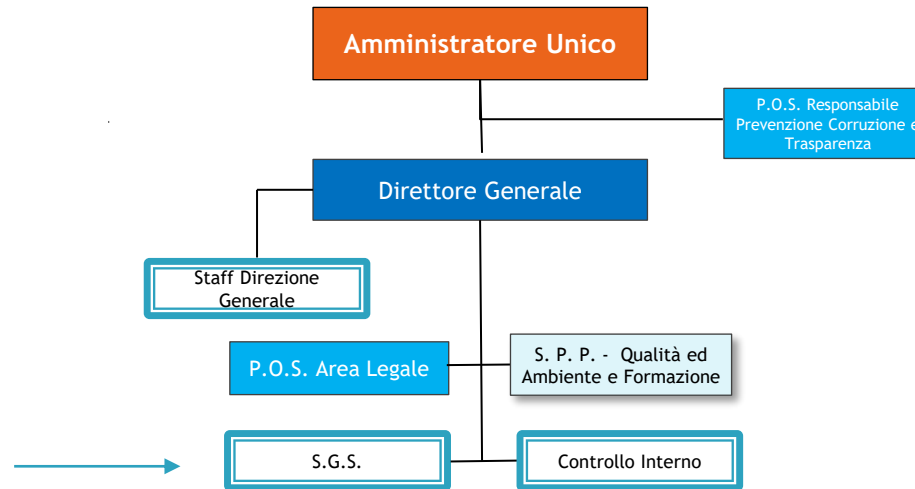 Amministratore Unico
P.O.S. Responsabile
Prevenzione Corruzione e
Trasparenza
Direttore Generale
Staff Direzione
Generale
P.O.S. Area Legale
S. P. P. - Qualità ed
Ambiente e Formazione
S.G.S.
Controllo Interno